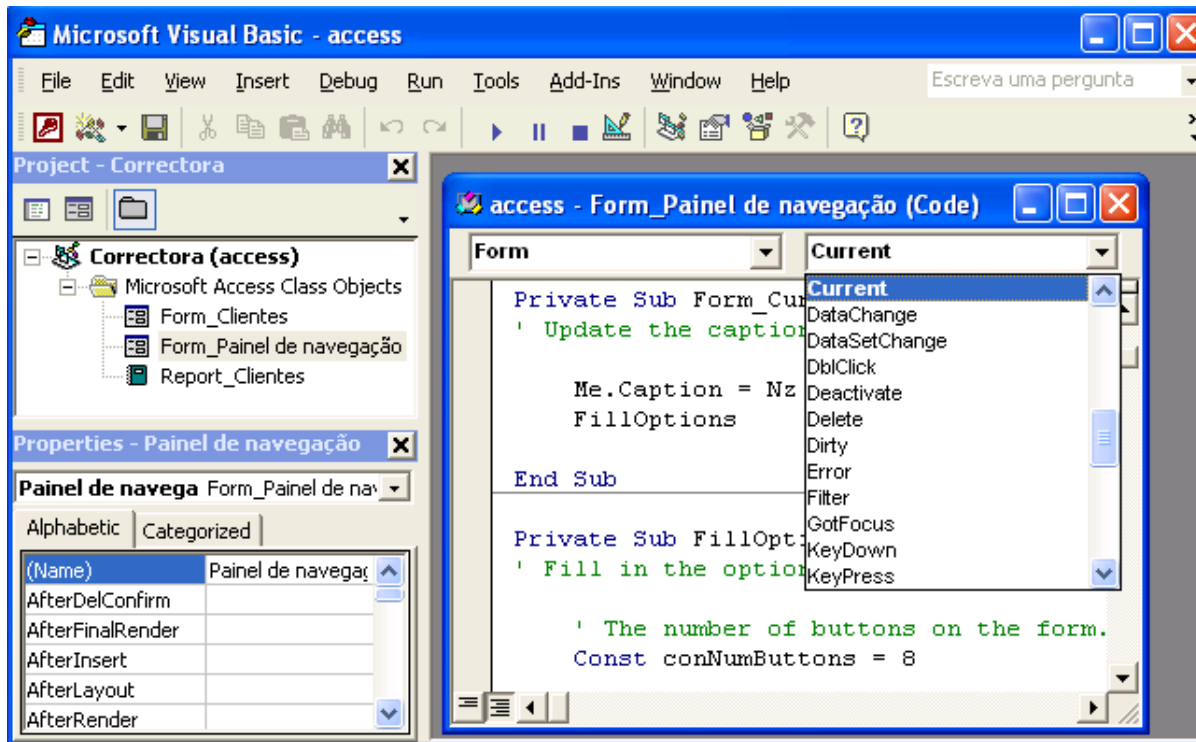 Microsoft Visual Basic - access
File Edit View Insert Debug Run Tools Add-Ins Window Help Escreva uma pergunta
Project - Correctora
Correctora (access)
Microsoft Access Class Objects
Form_Clientes
Form_Painel de navegação
Report_Clientes
Properties - Painel de navegação
Painel de navega Form_Painel de na
Alphabetic Categorized
(Name) Painel de navegaç
AfterDelConfirm
AfterFinalRender
AfterInsert
AfterLayout
AfterRender
access - Form_Painel de navegação (Code)
Form Current
Private Sub Form_Cur
' Update the caption
Me.Caption = Nz
FillOptions
End Sub
Private Sub FillOpti
' Fill in the option
' The number of buttons on the form.
Const conNumButtons = 8
Current
DataChange
DataSetChange
DblClick
Deactivate
Delete
Dirty
Error
Filter
GotFocus
KeyDown
KeyPress